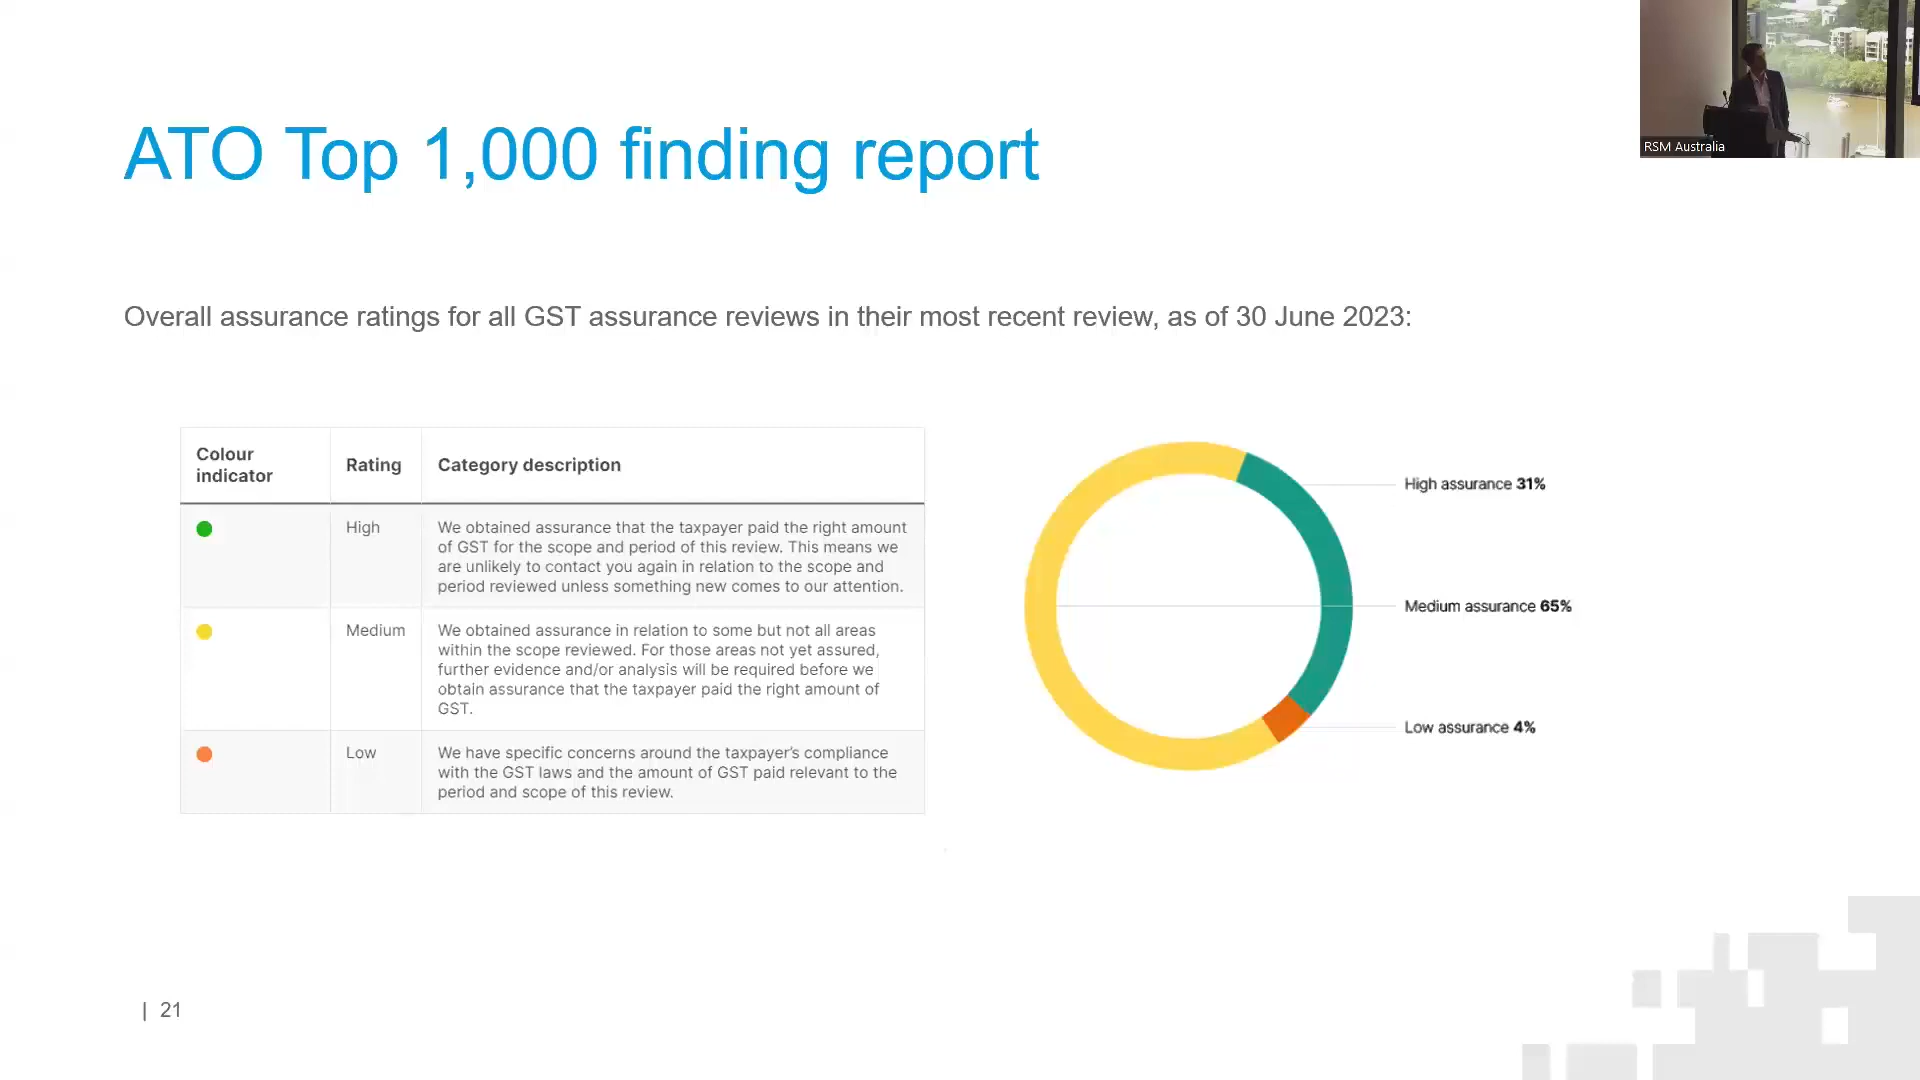 RSM Australia
ATO Top 1,000 finding report
Overall assurance ratings for all GST assurance reviews in their most recent review, as of 30 June 2023:
Colour
indicator
Rating
Category description
High
We obtained assurance that the taxpayer paid the right amount
of GST for the scope and period of this review. This means we
are unlikely to contact you again in relation to the scope and
period reviewed unless something new comes to our attention.
Medium
We obtained assurance in relation to some but not all areas
within the scope reviewed. For those areas not yet assured,
further evidence and/or analysis will be required before we
obtain assurance that the taxpayer paid the right amount of
GST.
Low
We have specific concerns around the taxpayer's compliance
with the GST laws and the amount of GST paid relevant to the
period and scope of this review.
High assurance 31%
Medium assurance 65%
Low assurance 4%
| 21